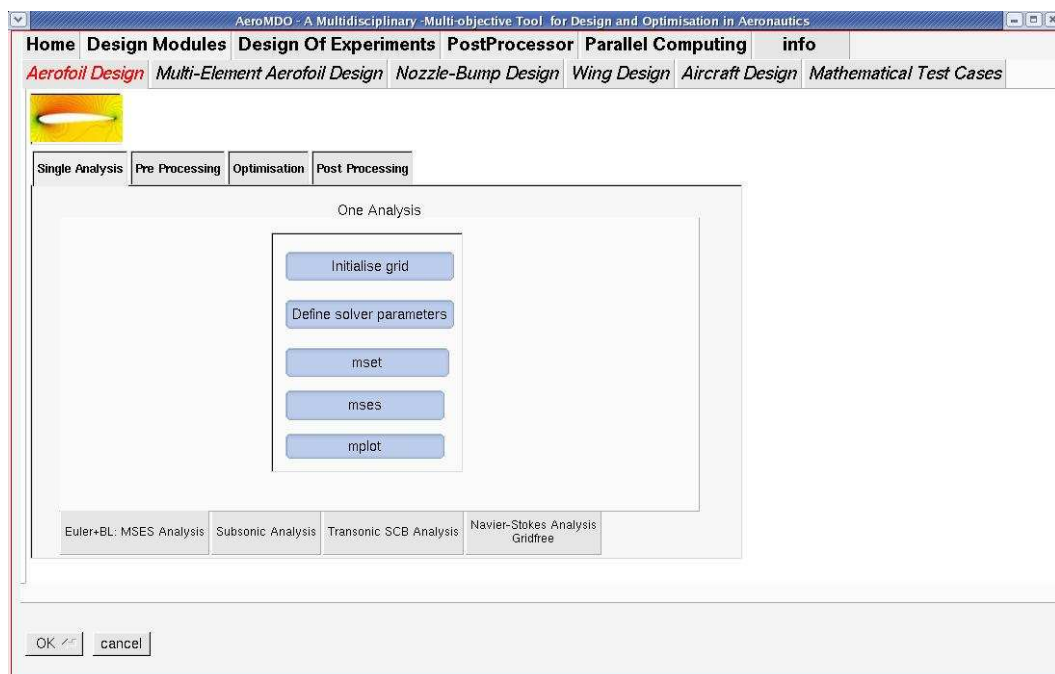 AeroMDO - A Multidisciplinary -Multi-objective Tool for Design and Optimisation in Aeronautics
Home Design Modules Design Of Experiments PostProcessor Parallel Computing info
Aerofoil Design Multi-Element Aerofoil Design Nozzle-Bump Design Wing Design Aircraft Design Mathematical Test Cases
Single Analysis Pre Processing Optimisation Post Processing
One Analysis
Initialise grid
Define solver parameters
mset
mses
mplot
Euler+BL: MSES Analysis Subsonic Analysis Transonic SCB Analysis Navier-Stokes Analysis
Gridfree
OK cancel